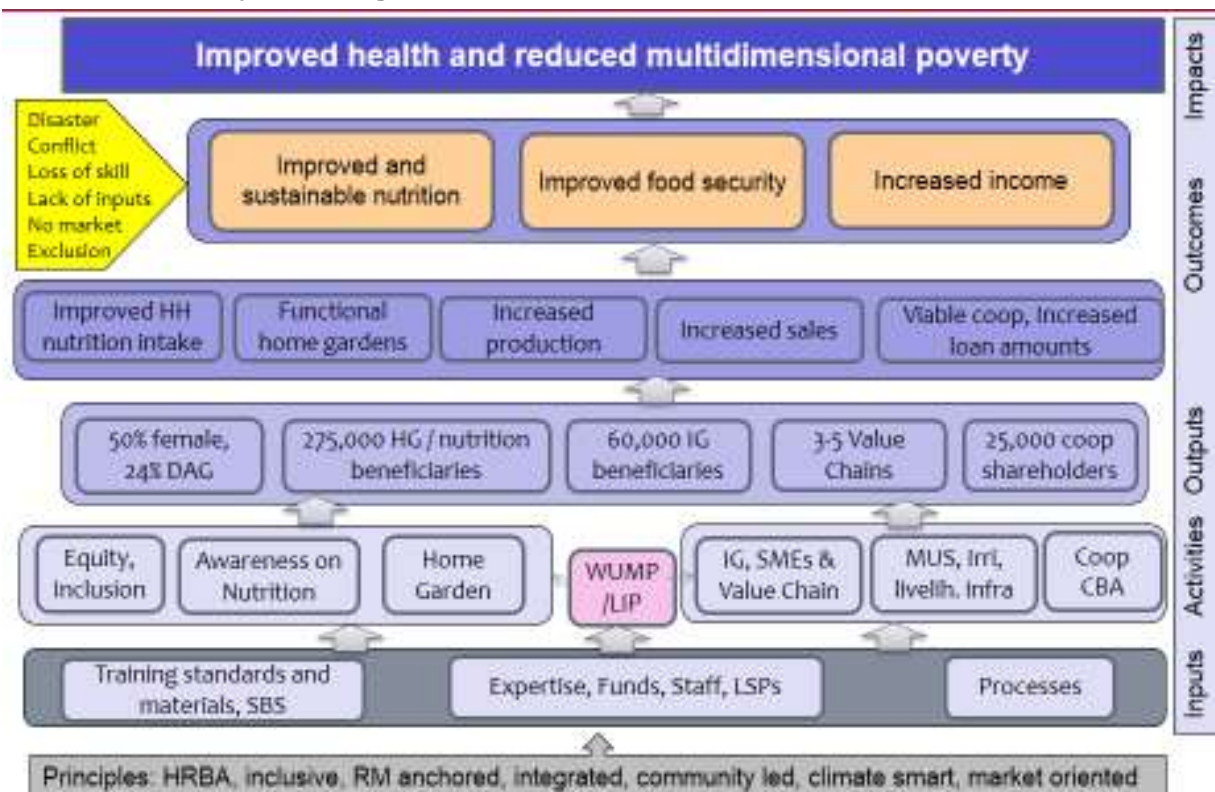 Improved health and reduced multidimensional poverty
Impacts
Disaster
Conflict
Loss of skill
Lack of inputs
No market
Exclusion
Improved and
sustainable nutrition
Improved food security
Increased income
Outcomes
Improved HH
nutrition intake
Functional
home gardens
Increased
production
Increased sales
Viable coop, Increased
loan amounts
50% female,
24% DAG
275,000 HG / nutrition
beneficiaries
60,000 IG
beneficiaries
3-5 Value
Chains
25,000 coop
shareholders
Outputs
Equity,
Inclusion
Awareness on
Nutrition
Home
Garden
WUMP
/LIP
IG, SMEs &
Value Chain
MUS, Irri,
livelih. Infra
Coop
CBA
Activities
Training standards and
materials, SBS
Expertise, Funds, Staff, LSPs
Processes
Inputs
Principles: HRBA, inclusive, RM anchored, integrated, community led, climate smart, market oriented